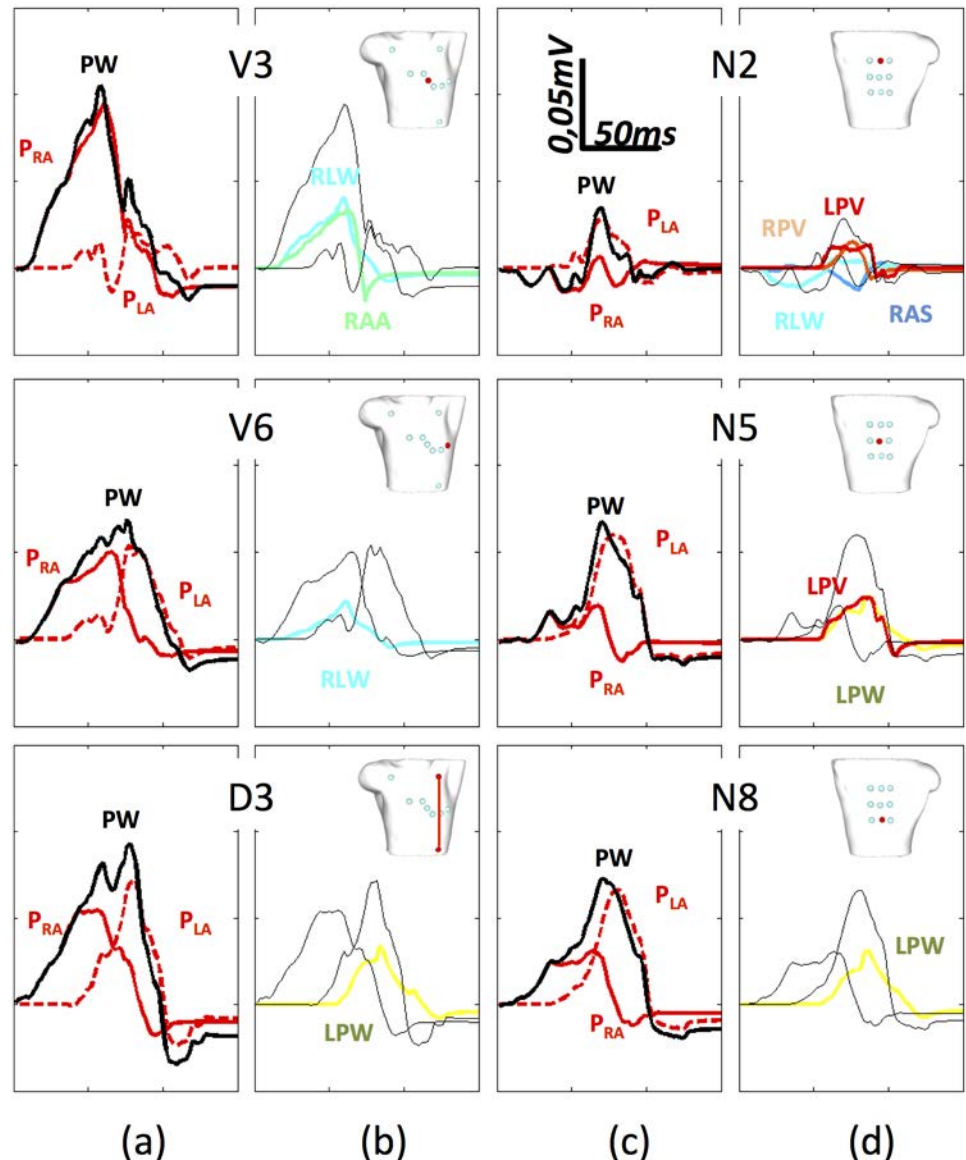 V3
N2
PW
P_RA
P_LA
RLW
RAA
0,05mV
50ms
PW
P_LA
P_RA
LPV
RPV
RLW
RAS
V6
N5
PW
P_RA
P_LA
RLW
PW
P_LA
P_RA
LPV
LPW
D3
N8
PW
P_RA
P_LA
LPW
PW
P_LA
P_RA
LPW
(a) (b) (c) (d)